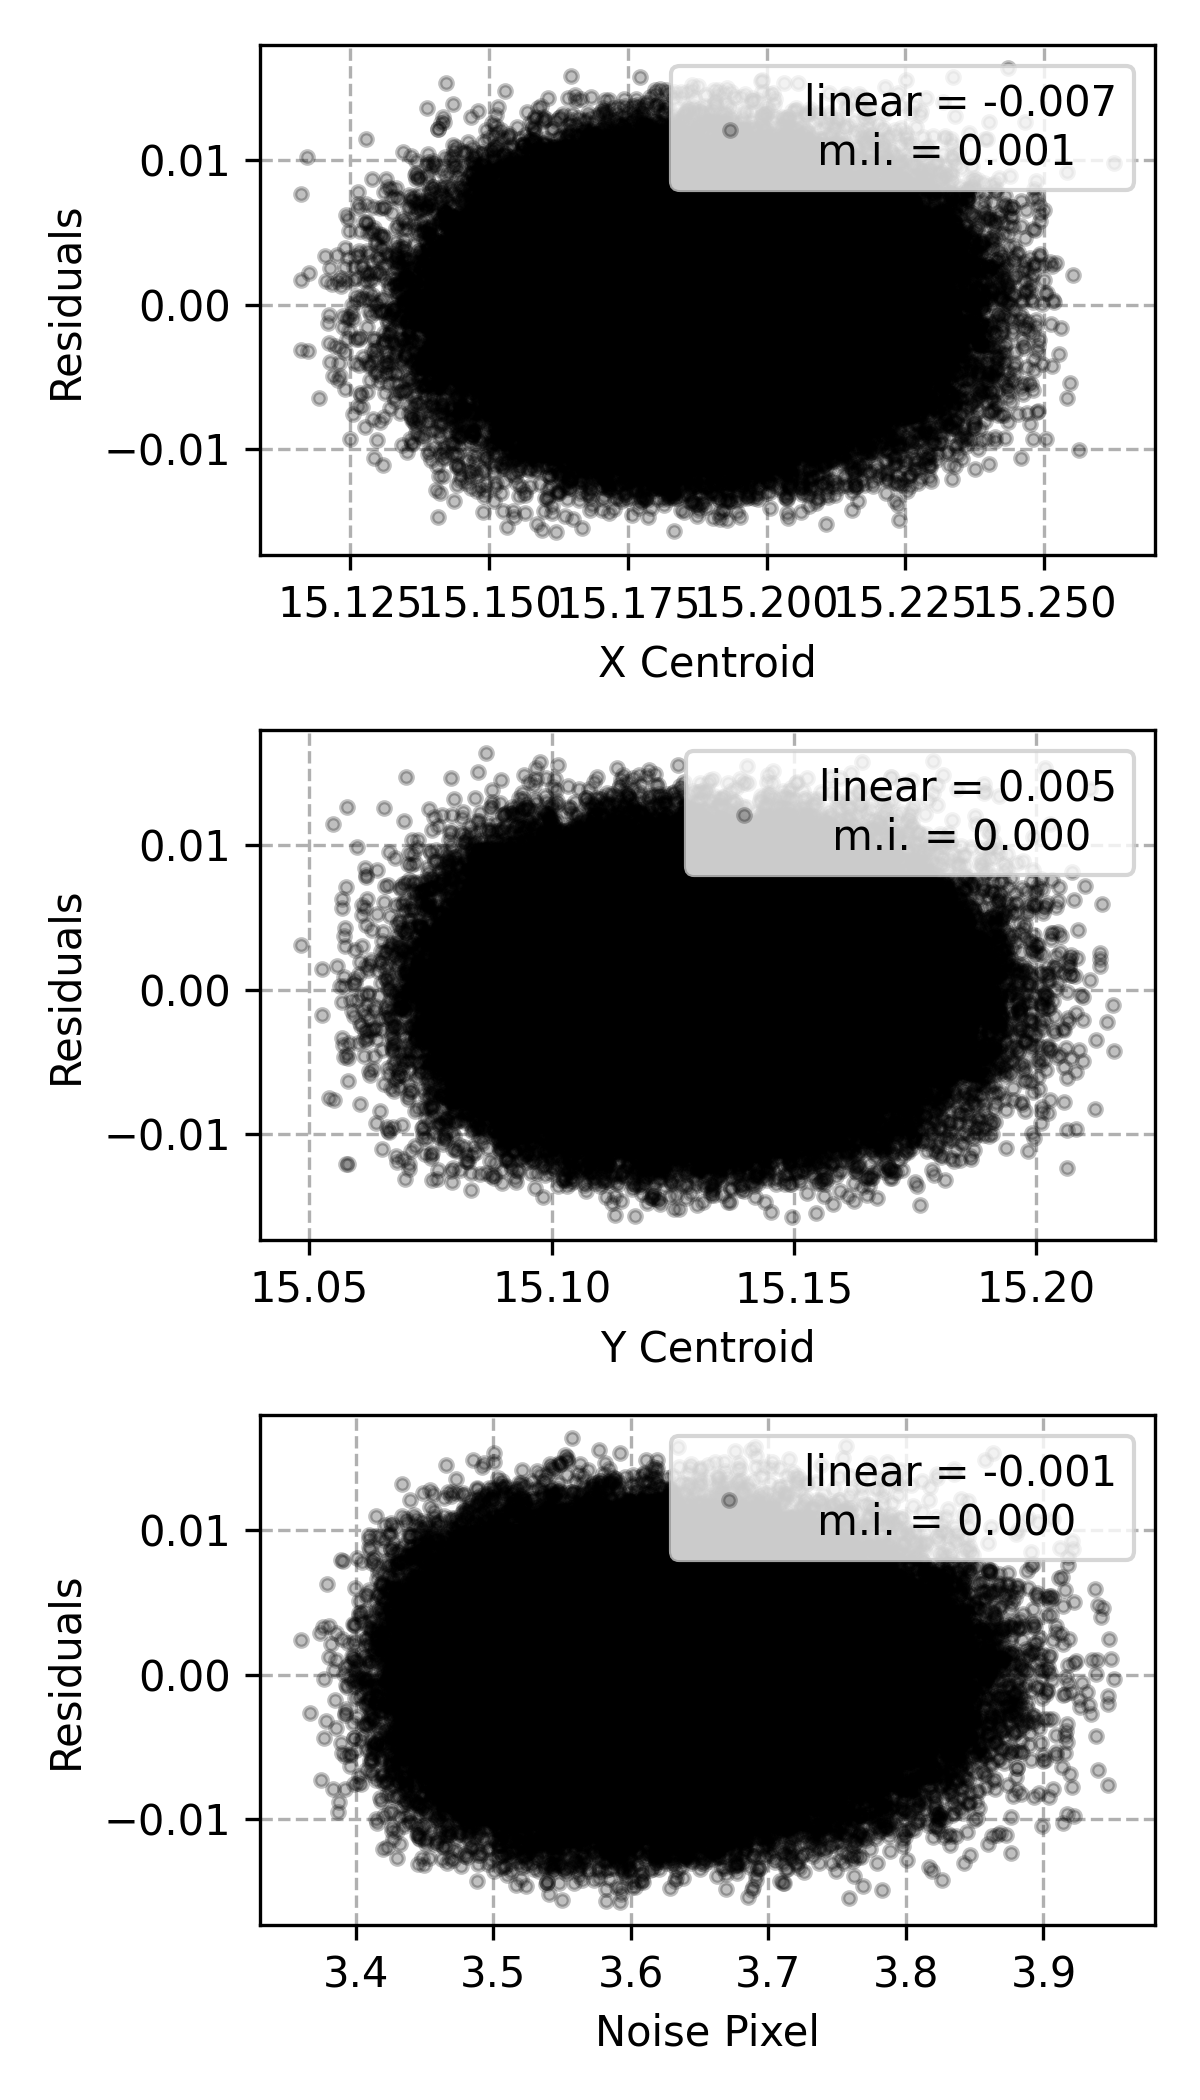 linear = -0.007
m.i. = 0.001
0.01
0.00
−0.01
Residuals
15.125 15.150 15.175 15.200 15.225 15.250
X Centroid
linear = 0.005
m.i. = 0.000
0.01
0.00
−0.01
Residuals
15.05 15.10 15.15 15.20
Y Centroid
linear = -0.001
m.i. = 0.000
0.01
0.00
−0.01
Residuals
3.4 3.5 3.6 3.7 3.8 3.9
Noise Pixel